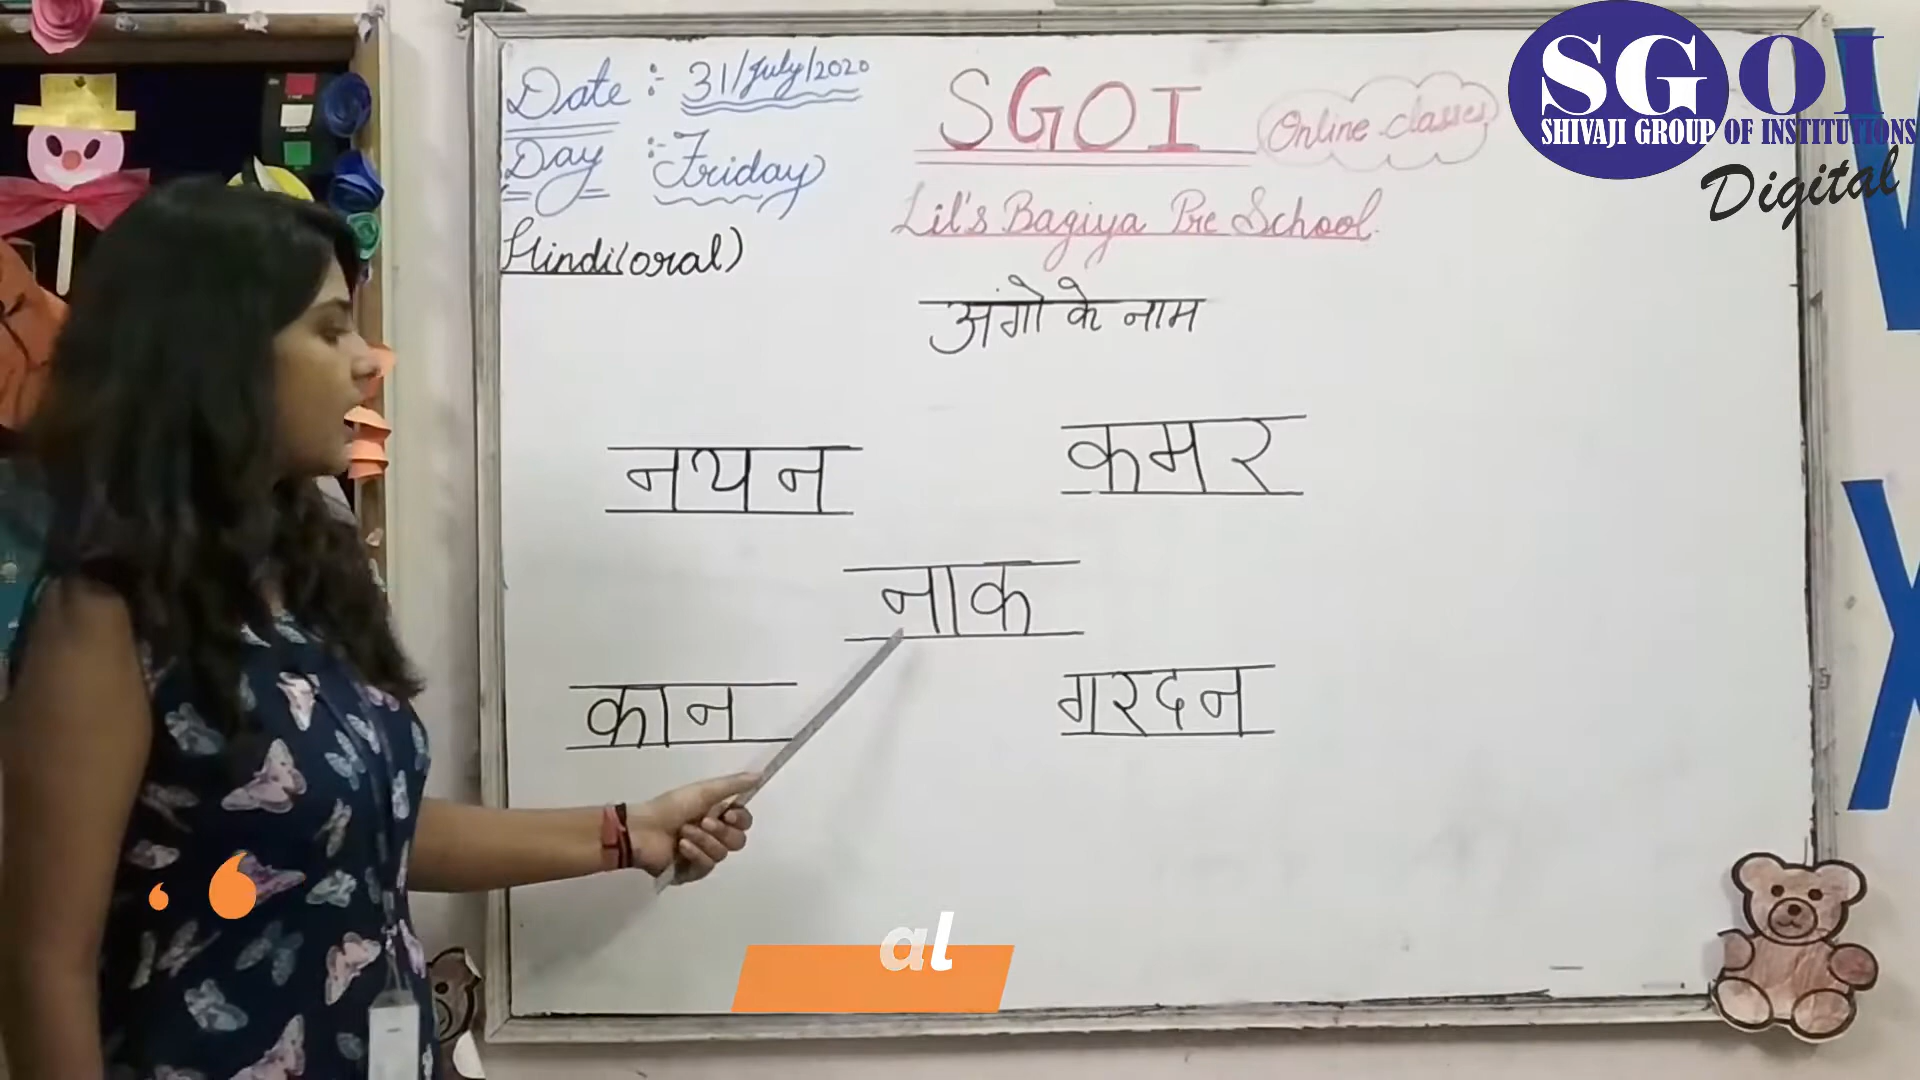 Date :- 31/July/2020
Day :- Friday
Hindi(oral)
SGOI
Online classes
Lil's Bagiya Pre School.
अंगो के नाम
नयन
कमर
नाक
कान
गरदन
SGOI
SHIVAJI GROUP OF INSTITUTIONS
Digital
al
V
X